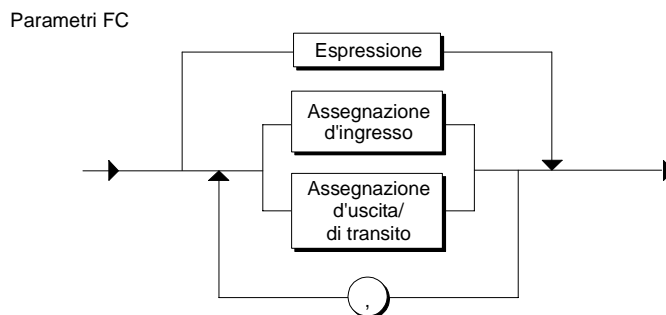 Parametri FC
Espressione
Assegnazione
d'ingresso
Assegnazione
d'uscita/
di transito
,